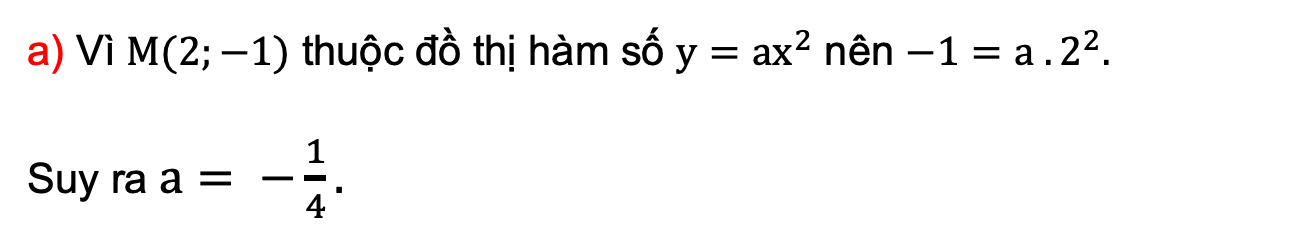 a) Vì M(2; −1) thuộc đồ thị hàm số y = ax² nên −1 = a . 2².
Suy ra a = −1/4.